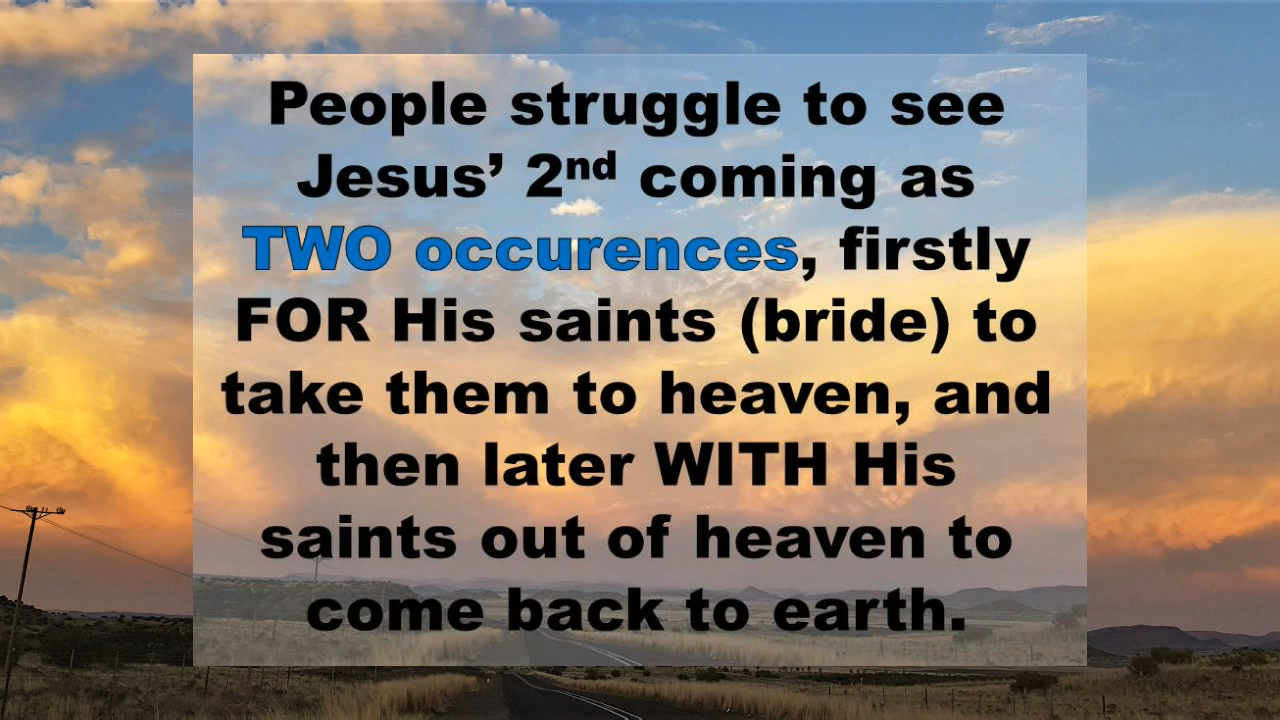 People struggle to see
Jesus’ 2nd coming as
TWO occurences, firstly
FOR His saints (bride) to
take them to heaven, and
then later WITH His
saints out of heaven to
come back to earth.